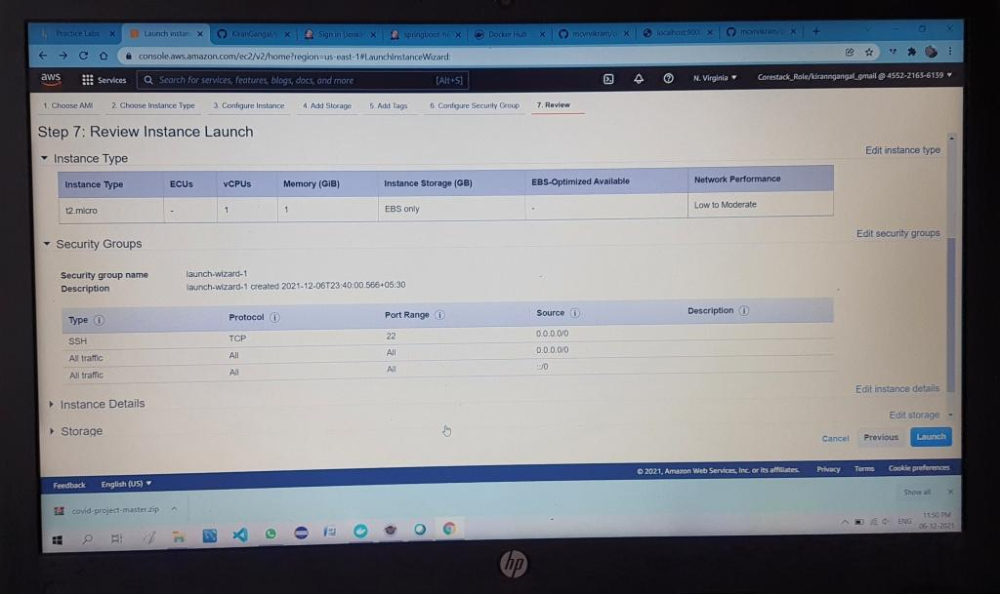 Practice Labs
Launch instan
KiranGangal/s
Sign in [Jenki
springboot-h
Docker Hub
mcvrvikram/c
localhost:900
mcvrvikram/c
console.aws.amazon.com/ec2/v2/home?region=us-east-1#LaunchInstanceWizard:
aws Services Search for services, features, blogs, docs, and more [Alt+S] N. Virginia Corestack_Role/kiranngangal_gmail @ 4552-2163-6139
1. Choose AMI 2. Choose Instance Type 3. Configure Instance 4. Add Storage 5. Add Tags 6. Configure Security Group 7. Review
Step 7: Review Instance Launch
Instance Type Edit instance type
Instance Type ECUs vCPUs Memory (GiB) Instance Storage (GB) EBS-Optimized Available Network Performance
t2.micro - 1 1 EBS only - Low to Moderate
Security Groups Edit security groups
Security group name launch-wizard-1
Description launch-wizard-1 created 2021-12-06T23:40:00.566+05:30
Type Protocol Port Range Source Description
SSH TCP 22 0.0.0.0/0
All traffic All All 0.0.0.0/0
All traffic All All ::/0
Instance Details Edit instance details
Storage Edit storage
Cancel Previous Launch
Feedback English (US) © 2021, Amazon Web Services, Inc. or its affiliates. Privacy Terms Cookie preferences
covid-project-master.zip Show all
ENG 11:50 PM
06-12-2021
hp